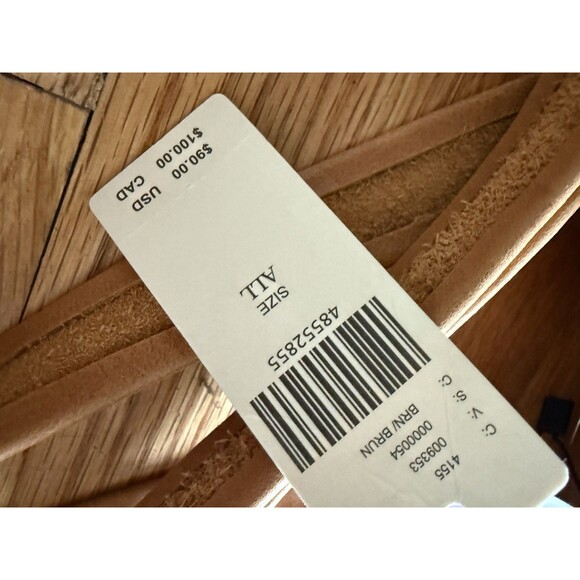 C: 4155
V: 009353
S: 0000054
C: BRN/ BRUN
48552855
SIZE
ALL
$90.00 USD
$100.00 CAD